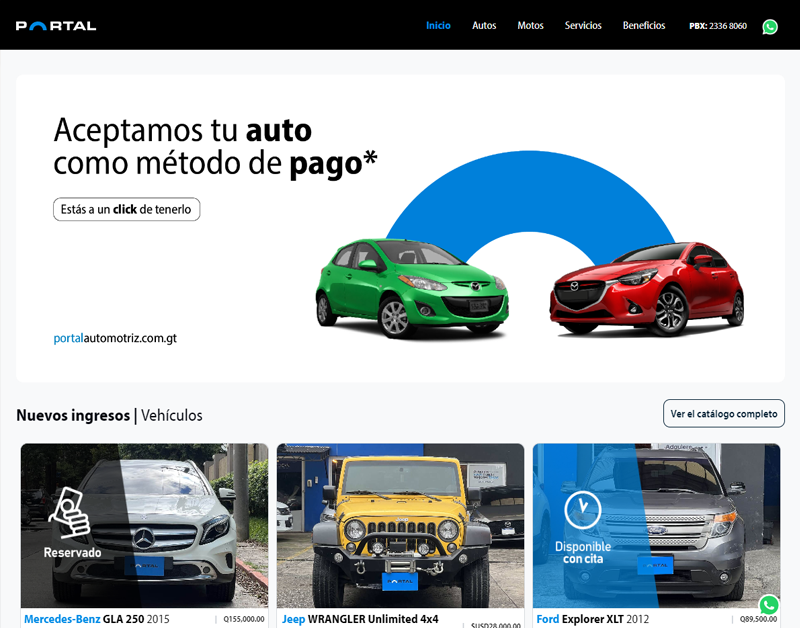 PORTAL
Inicio Autos Motos Servicios Beneficios PBX: 2336 8060
Aceptamos tu auto
como método de pago*
Estás a un click de tenerlo
portalautomotriz.com.gt
Nuevos ingresos | Vehículos
Ver el catálogo completo
Reservado
Disponible
con cita
Mercedes-Benz GLA 250 2015 | Q155,000.00
Jeep WRANGLER Unlimited 4x4 | $USD28,000.00
Ford Explorer XLT 2012 | Q89,500.00